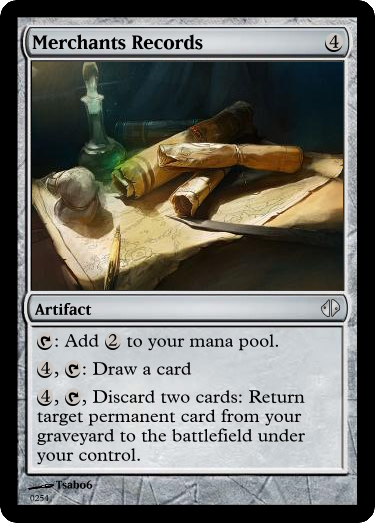 Merchants Records 4
Artifact
: Add 2 to your mana pool.
4, : Draw a card
4, , Discard two cards: Return
target permanent card from your
graveyard to the battlefield under
your control.
Tsabo6
0254